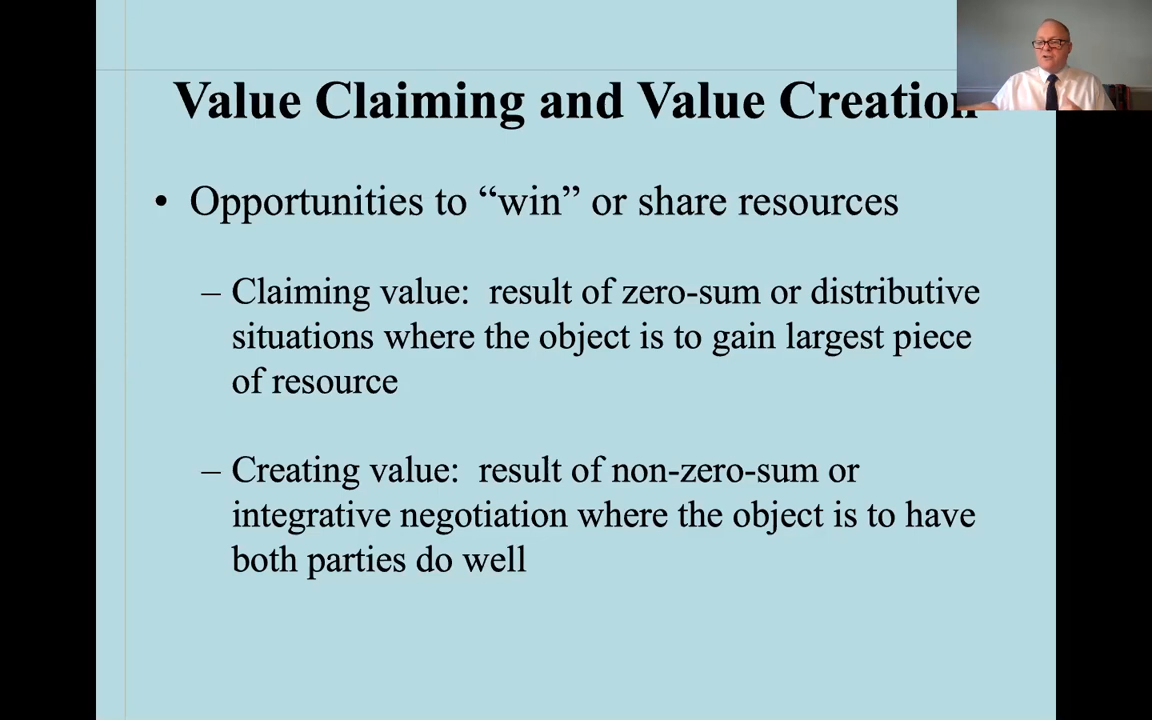 Value Claiming and Value Creation
• Opportunities to “win” or share resources
– Claiming value: result of zero-sum or distributive
situations where the object is to gain largest piece
of resource
– Creating value: result of non-zero-sum or
integrative negotiation where the object is to have
both parties do well